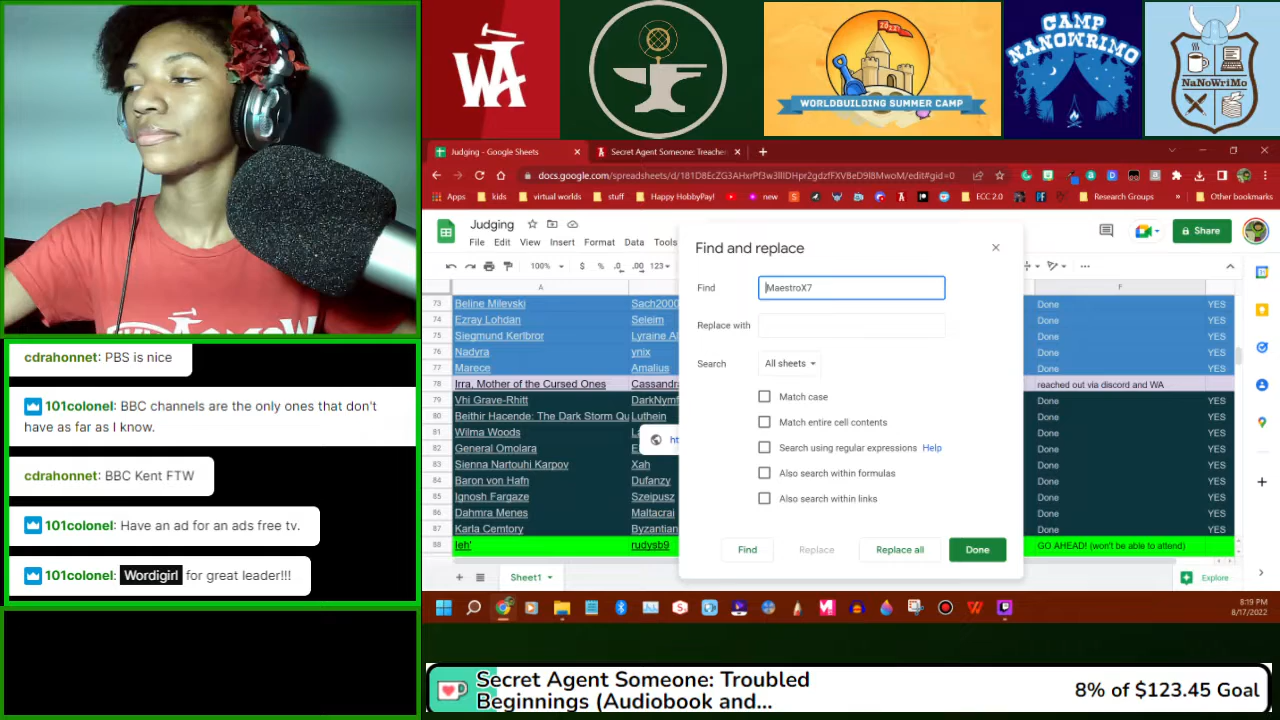 WA
2022
WORLDBUILDING SUMMER CAMP
CAMP
NANOWRIMO
NaNoWriMo
Judging - Google Sheets
Secret Agent Someone: Treacher
docs.google.com/spreadsheets/d/
Apps
kids
virtual worlds
stuff
Happy HobbyPay!
new
ECC 2.0
Research Groups
Other bookmarks
Judging
File Edit View Insert Format Data Tools
Share
100%
$ % .0 .00 123
A
F
73 Beline Milevski Sach2000 Done YES
74 Ezray Lohdan Seleim Done YES
75 Siegmund Kertbror Lyraine Al Done YES
76 Nadyra ynix Done YES
77 Marece Amalius Done YES
78 Irra, Mother of the Cursed Ones Cassandra reached out via discord and WA
79 Vhi Grave-Rhitt DarkNymf Done YES
80 Beithir Hacende: The Dark Storm Qu Luthein Done YES
81 Wilma Woods Done YES
82 General Omolara Done YES
83 Sienna Nartouhi Karpov Xah Done YES
84 Baron von Hafn Dufanzy Done YES
85 Ignosh Fargaze Szeipusz Done YES
86 Dahmra Menes Maltacrai Done YES
87 Karla Cemtory Byzantian Done YES
88 Ieh' rudysb9 GO AHEAD! (won't be able to attend)
Find and replace
Find MaestroX7
Replace with
Search All sheets
Match case
Match entire cell contents
Search using regular expressions Help
Also search within formulas
Also search within links
Find Replace Replace all Done
Sheet1
Explore
8:19 PM
8/17/2022
cdrahonnet: PBS is nice
101colonel: BBC channels are the only ones that don't
have as far as I know.
cdrahonnet: BBC Kent FTW
101colonel: Have an ad for an ads free tv.
101colonel: Wordigirl for great leader!!!
Secret Agent Someone: Troubled
Beginnings (Audiobook and...
8% of $123.45 Goal